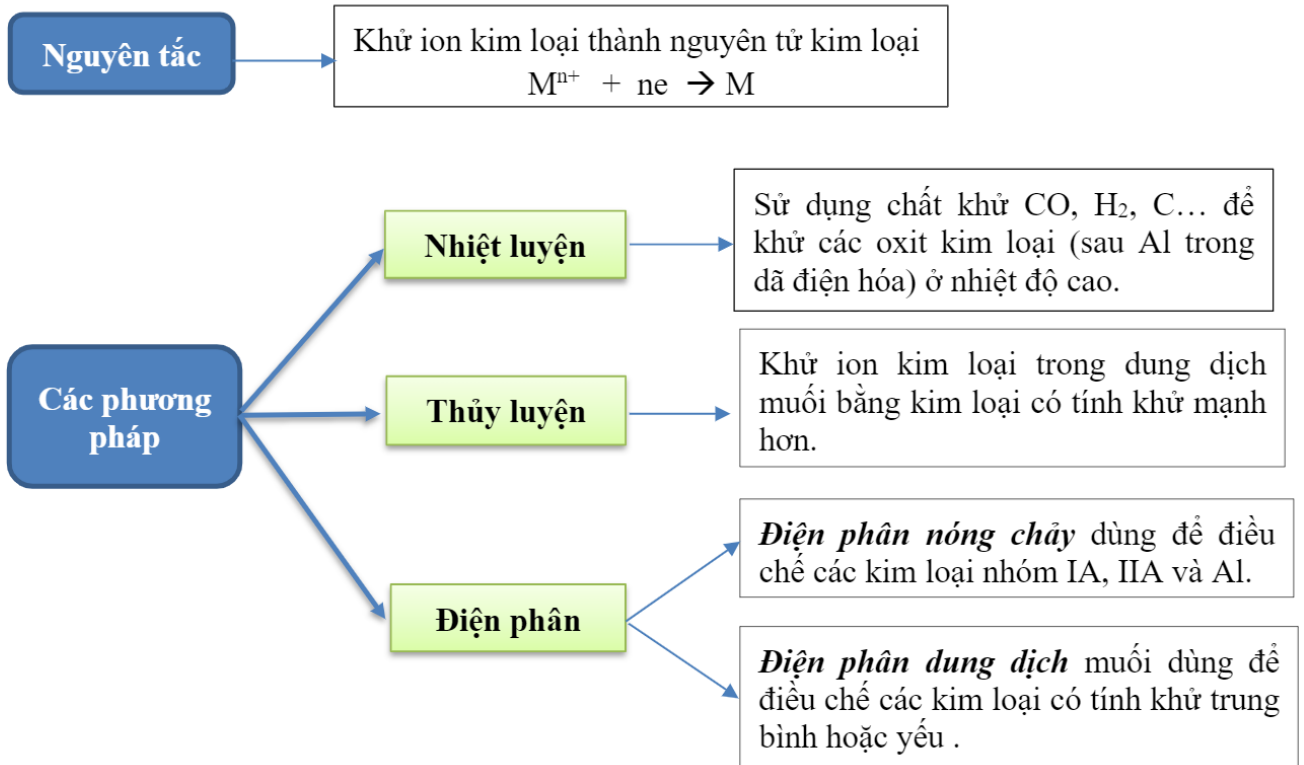 Nguyên tắc
Khử ion kim loại thành nguyên tử kim loại
Mⁿ⁺ + ne → M
Các phương
pháp
Nhiệt luyện
Sử dụng chất khử CO, H₂, C… để
khử các oxit kim loại (sau Al trong
dã điện hóa) ở nhiệt độ cao.
Thủy luyện
Khử ion kim loại trong dung dịch
muối bằng kim loại có tính khử mạnh
hơn.
Điện phân
Điện phân nóng chảy dùng để điều
chế các kim loại nhóm IA, IIA và Al.
Điện phân dung dịch muối dùng để
điều chế các kim loại có tính khử trung
bình hoặc yếu .